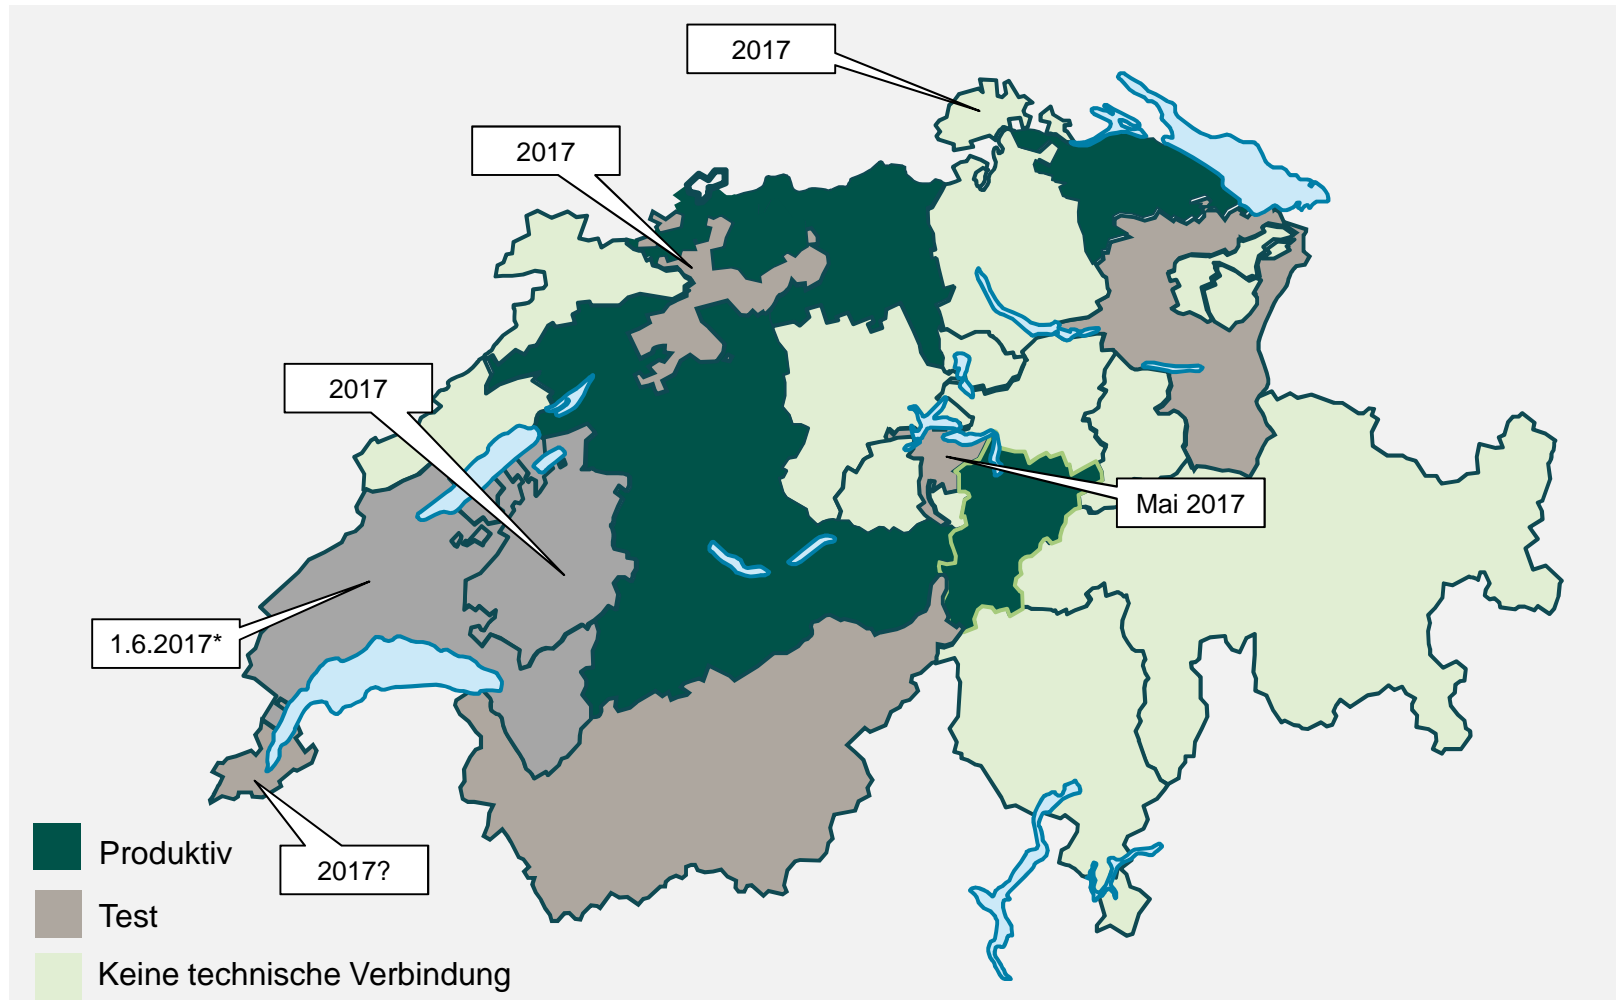 2017
2017
2017
Mai 2017
1.6.2017*
2017?
Produktiv
Test
Keine technische Verbindung